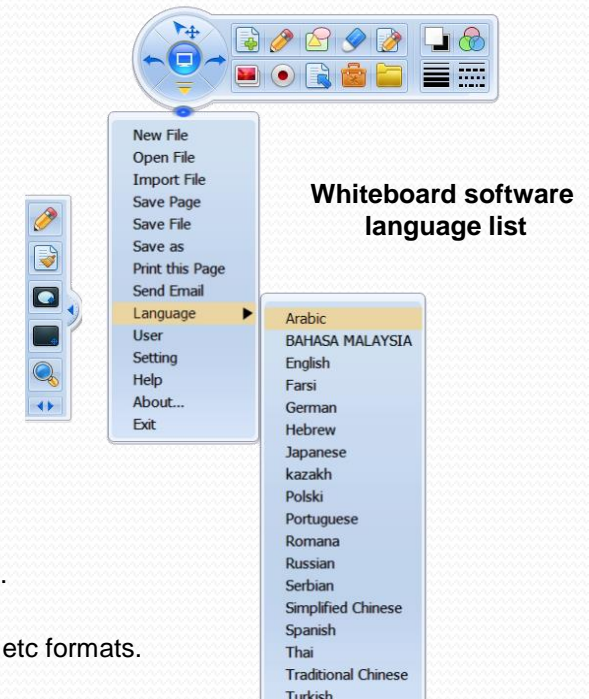 New File
Open File
Import File
Save Page
Save File
Save as
Print this Page
Send Email
Language
User
Setting
Help
About...
Exit
Whiteboard software
language list
Arabic
BAHASA MALAYSIA
English
Farsi
German
Hebrew
Japanese
kazakh
Polski
Portuguese
Romana
Russian
Serbian
Simplified Chinese
Spanish
Thai
Traditional Chinese
Turkish
.
etc formats.